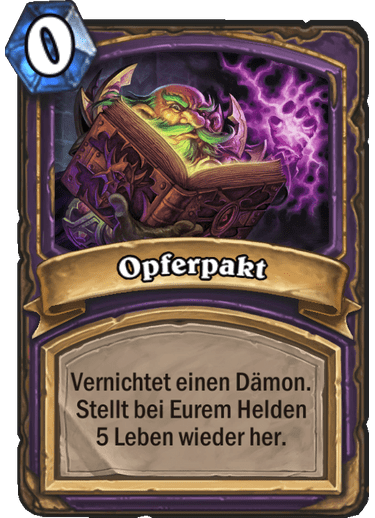 0
Opferpakt
Vernichtet einen Dämon.
Stellt bei Eurem Helden
5 Leben wieder her.